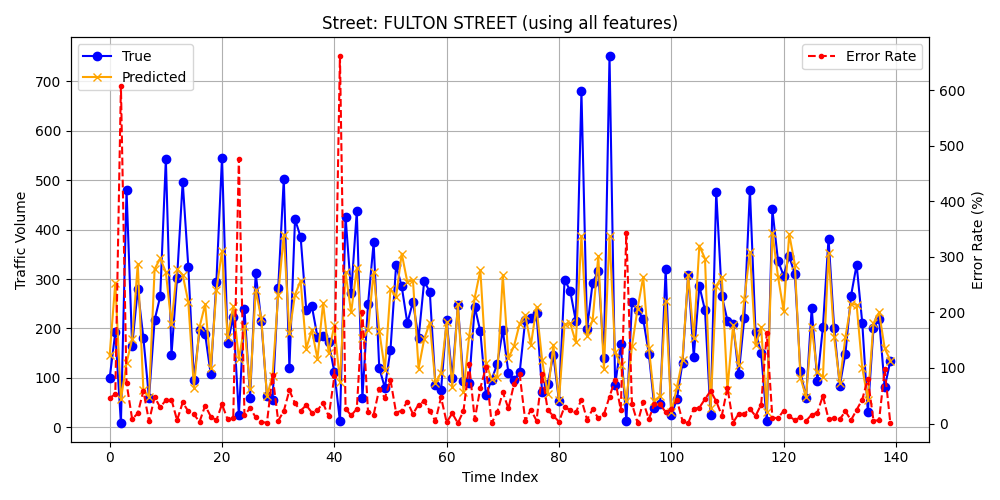 Street: FULTON STREET (using all features)
True
Predicted
Error Rate
700
600
500
400
300
200
100
0
Traffic Volume
600
500
400
300
200
100
0
Error Rate (%)
0 20 40 60 80 100 120 140
Time Index